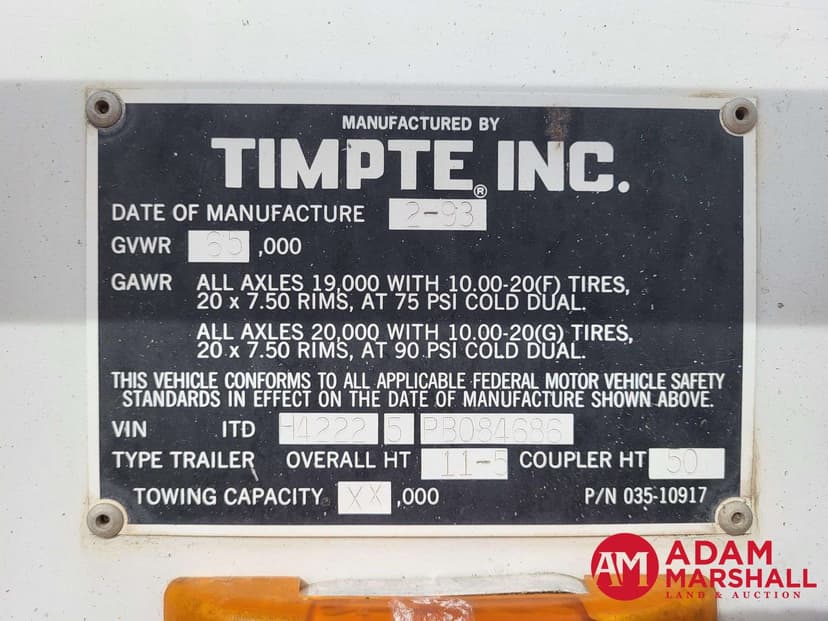 MANUFACTURED BY
TIMPTE® INC.
DATE OF MANUFACTURE 2-93
GVWR 65 ,000
GAWR ALL AXLES 19,000 WITH 10.00-20(F) TIRES,
20 x 7.50 RIMS, AT 75 PSI COLD DUAL.
ALL AXLES 20,000 WITH 10.00-20(G) TIRES,
20 x 7.50 RIMS, AT 90 PSI COLD DUAL.
THIS VEHICLE CONFORMS TO ALL APPLICABLE FEDERAL MOTOR VEHICLE SAFETY
STANDARDS IN EFFECT ON THE DATE OF MANUFACTURE SHOWN ABOVE.
VIN 1TD H4222 5 PB084686
TYPE TRAILER OVERALL HT 11-5 COUPLER HT 50
TOWING CAPACITY XX ,000 P/N 035-10917
AM ADAM
MARSHALL
LAND & AUCTION